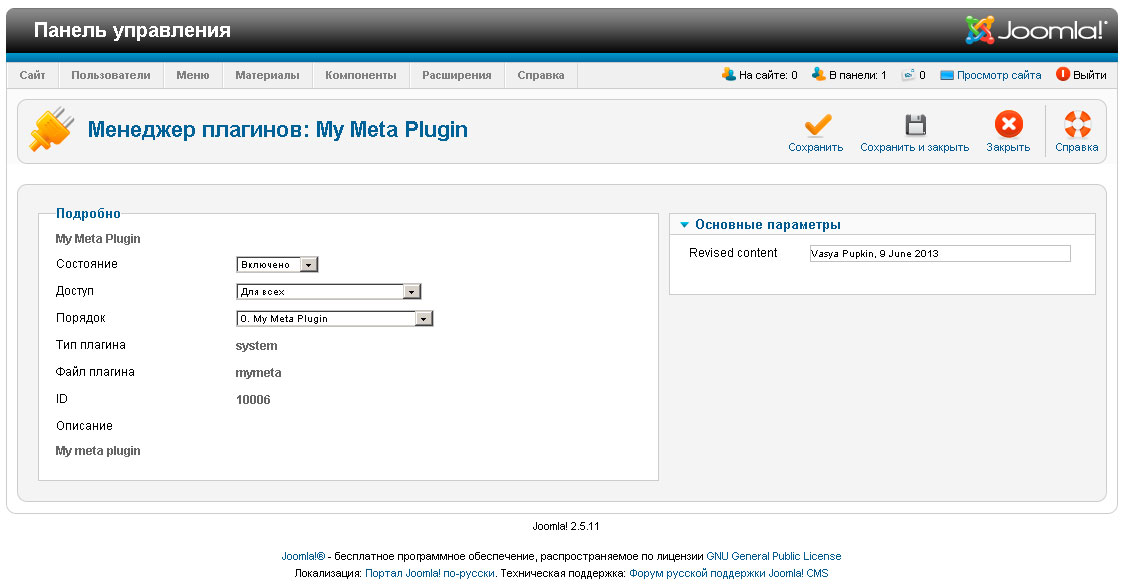 Панель управления
Joomla!®
Сайт Пользователи Меню Материалы Компоненты Расширения Справка На сайте: 0 В панели: 1 0 Просмотр сайта Выйти
Менеджер плагинов: My Meta Plugin
Сохранить Сохранить и закрыть Закрыть Справка
Подробно
My Meta Plugin
Состояние Включено
Доступ Для всех
Порядок 0. My Meta Plugin
Тип плагина system
Файл плагина mymeta
ID 10006
Описание
My meta plugin
Основные параметры
Revised content Vasya Pupkin, 9 June 2013
Joomla! 2.5.11
Joomla!® - бесплатное программное обеспечение, распространяемое по лицензии GNU General Public License
Локализация: Портал Joomla! по-русски. Техническая поддержка: Форум русской поддержки Joomla! CMS